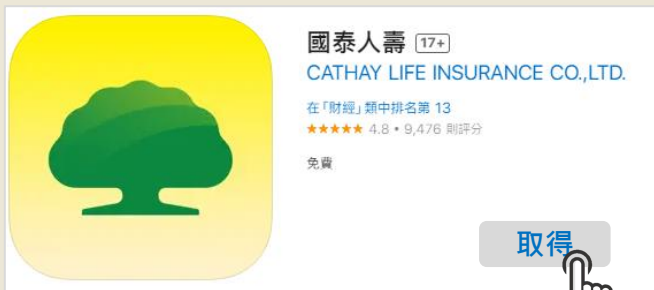 國泰人壽 17+
CATHAY LIFE INSURANCE CO.,LTD.
在「財經」類中排名第 13
★★★★★ 4.8 • 9,476 則評分
免費
取得